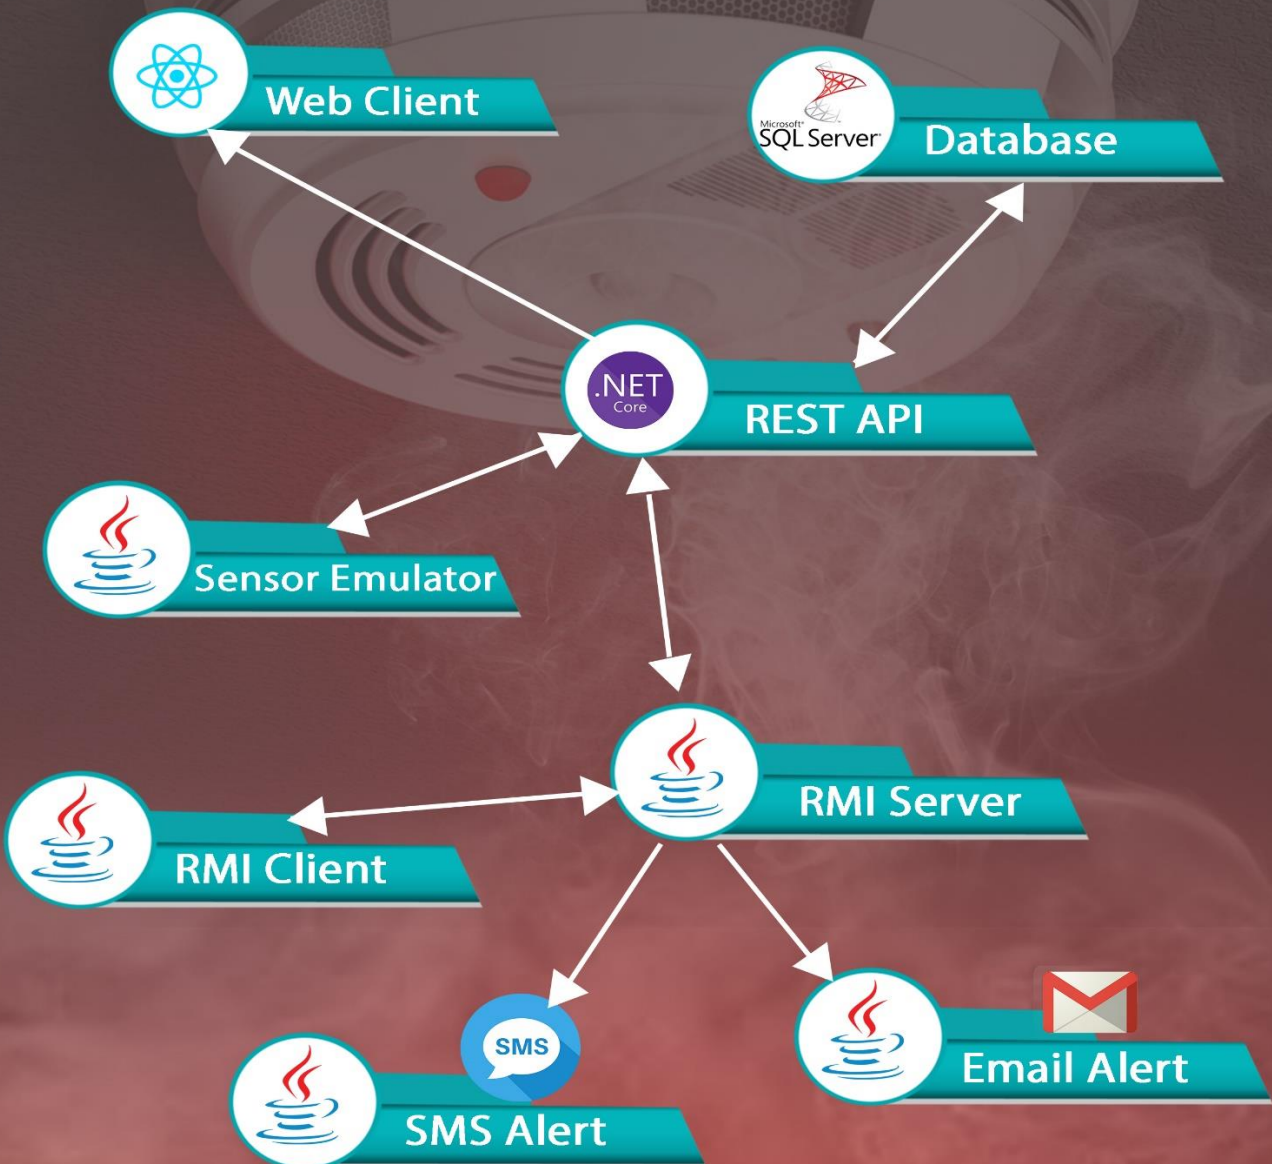 Web Client
Microsoft®
SQL Server®
Database
.NET
Core
REST API
Sensor Emulator
RMI Server
RMI Client
SMS
SMS Alert
Email Alert